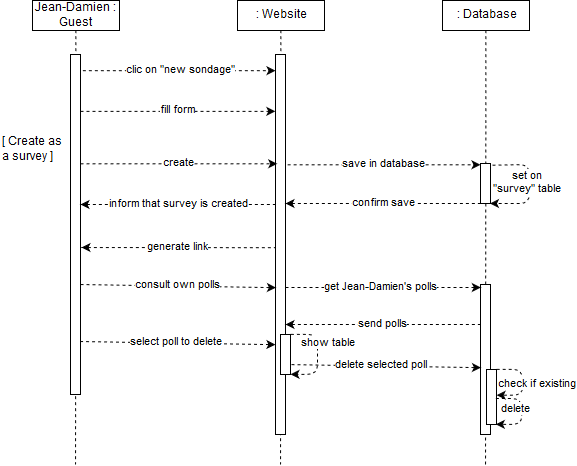 Jean-Damien :
Guest
: Website
: Database
clic on "new sondage"
fill form
[ Create as
a survey ]
create
save in database
set on
"survey" table
inform that survey is created
confirm save
generate link
consult own polls
get Jean-Damien's polls
send polls
select poll to delete
show table
delete selected poll
check if existing
delete